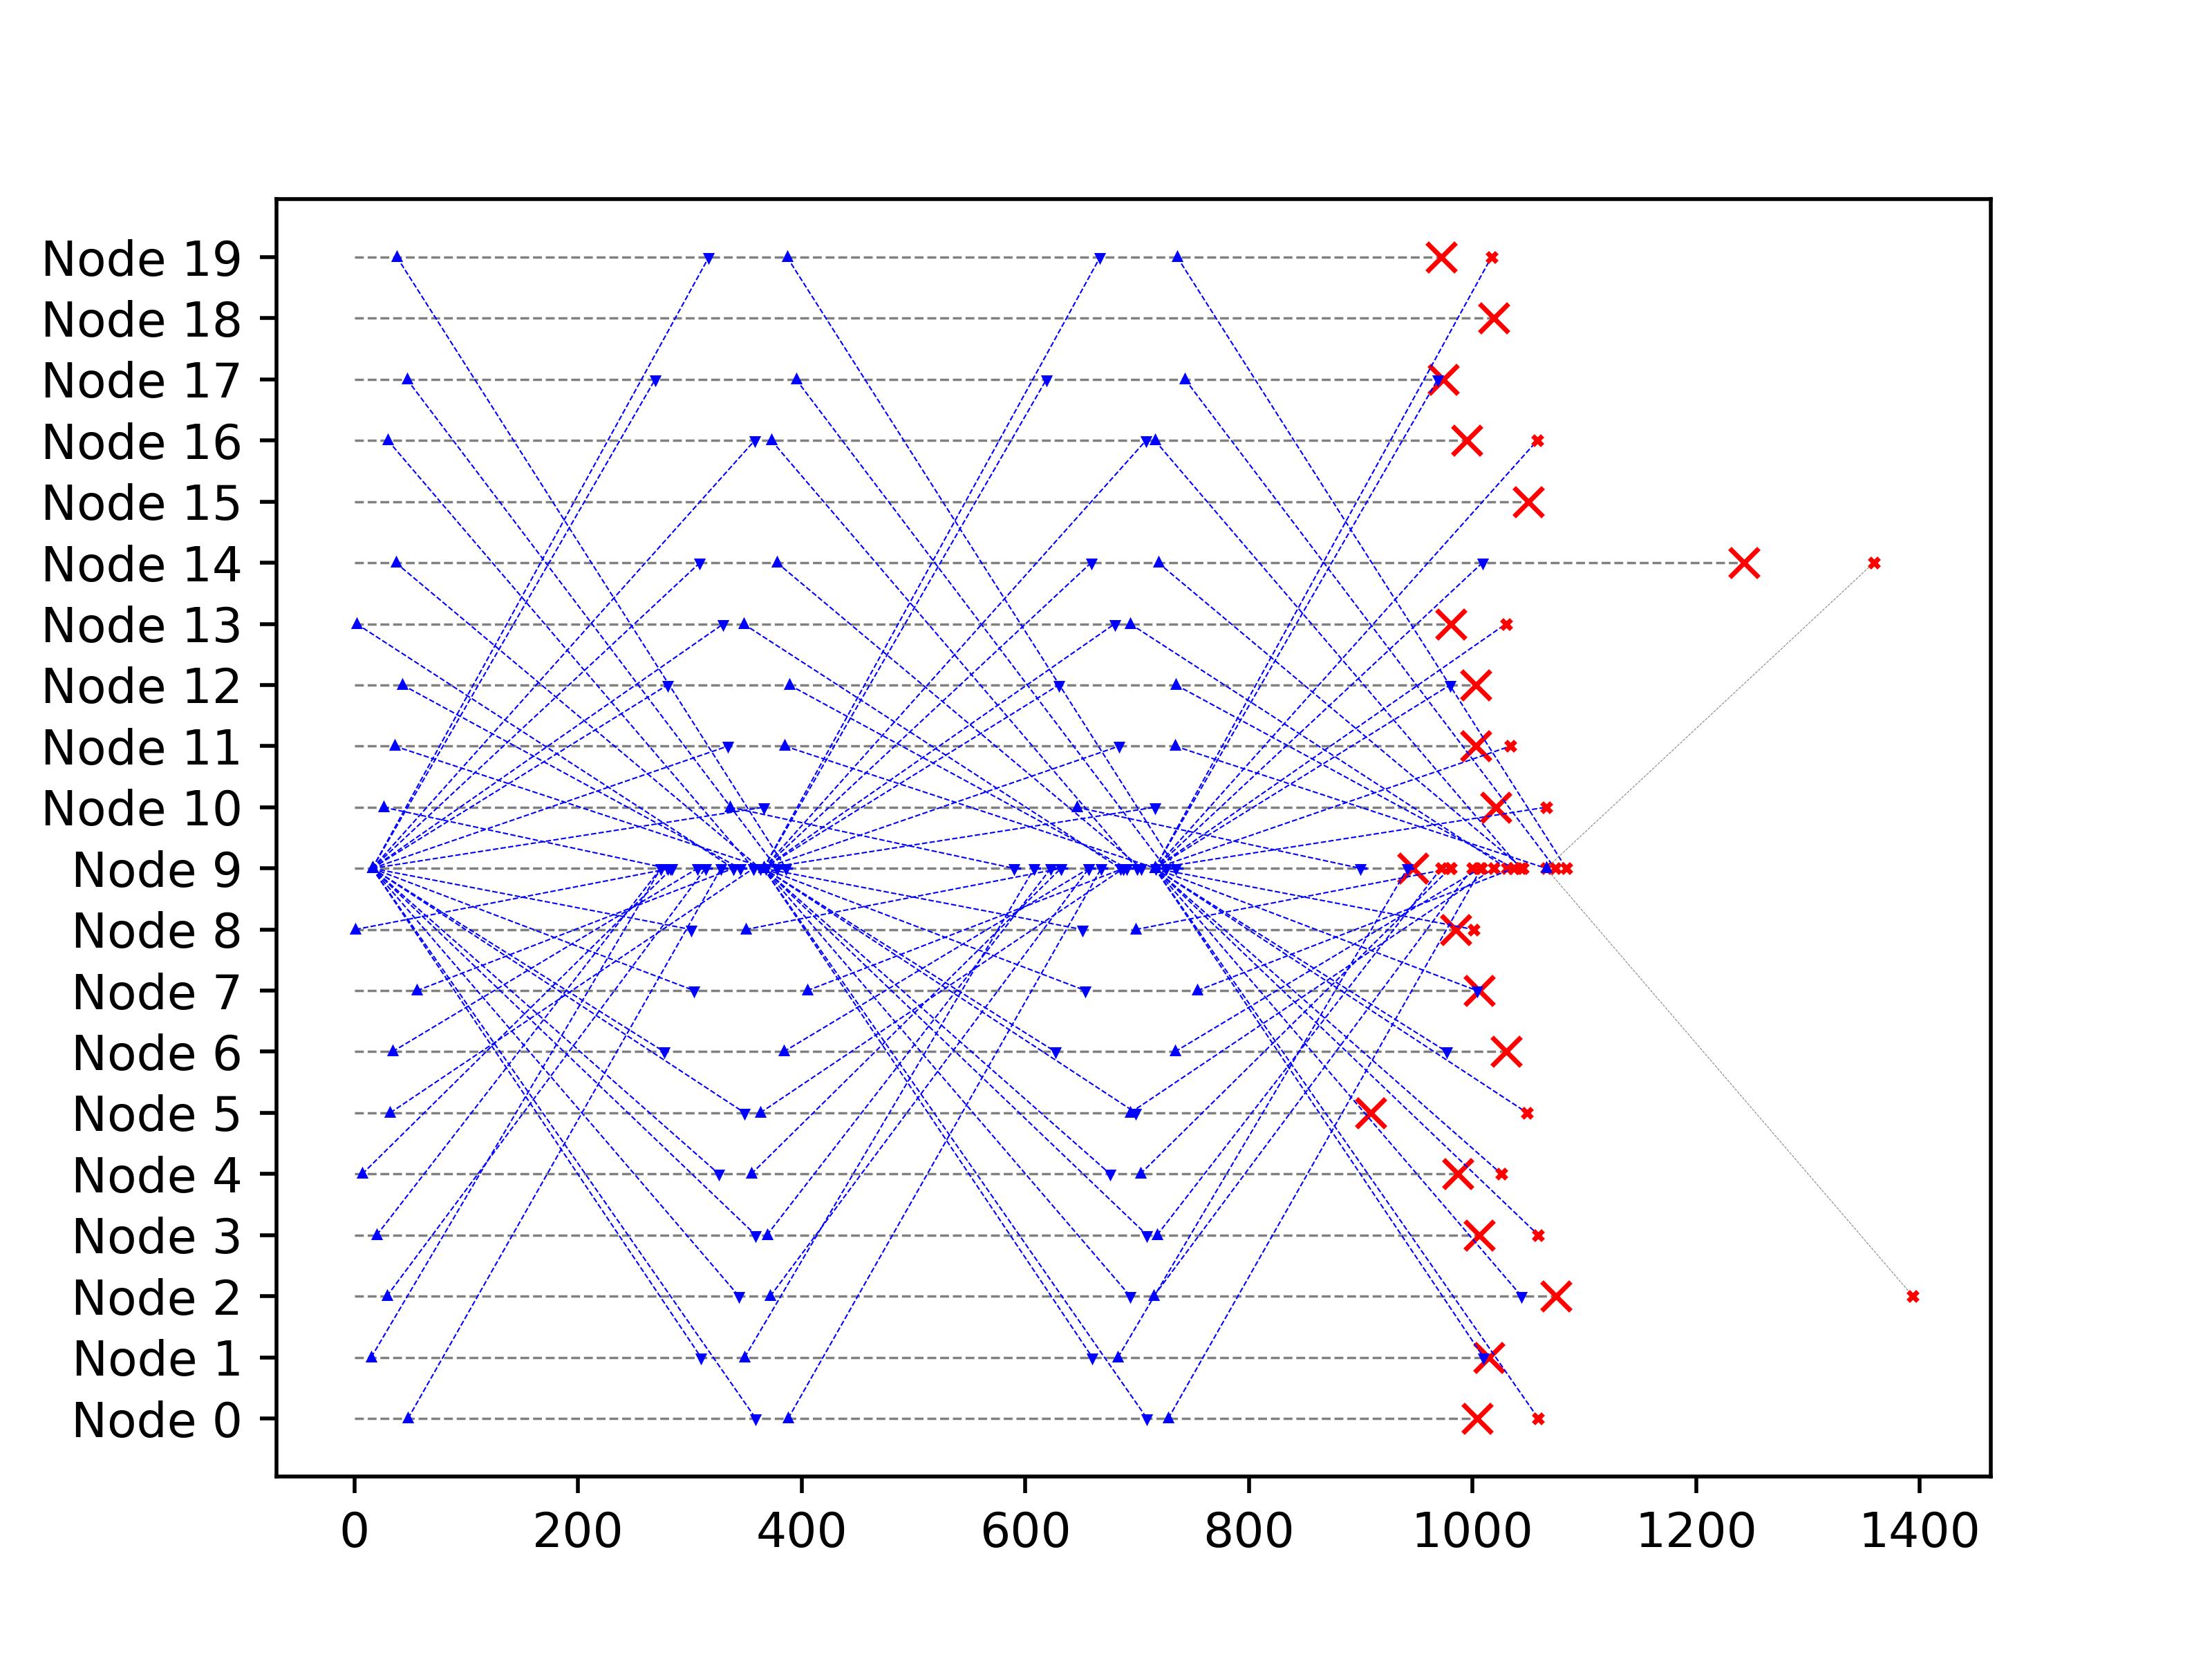 Node 19
Node 18
Node 17
Node 16
Node 15
Node 14
Node 13
Node 12
Node 11
Node 10
Node 9
Node 8
Node 7
Node 6
Node 5
Node 4
Node 3
Node 2
Node 1
Node 0
0 200 400 600 800 1000 1200 1400